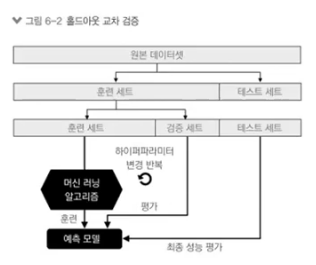 그림 6-2 홀드아웃 교차 검증
원본 데이터셋
훈련 세트 테스트 세트
훈련 세트 검증 세트 테스트 세트
하이퍼파라미터
변경 반복
머신 러닝
알고리즘
훈련 평가
예측 모델
최종 성능 평가